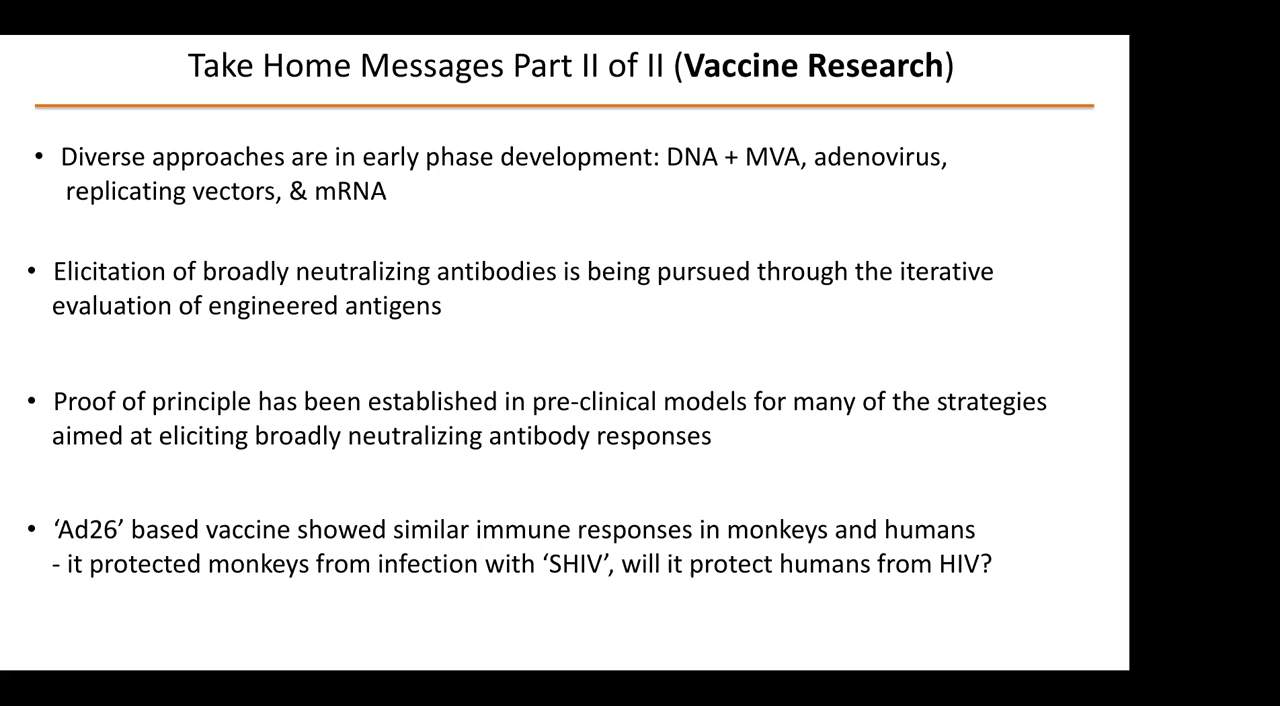 Take Home Messages Part II of II (Vaccine Research)
• Diverse approaches are in early phase development: DNA + MVA, adenovirus,
replicating vectors, & mRNA
• Elicitation of broadly neutralizing antibodies is being pursued through the iterative
evaluation of engineered antigens
• Proof of principle has been established in pre-clinical models for many of the strategies
aimed at eliciting broadly neutralizing antibody responses
• ‘Ad26’ based vaccine showed similar immune responses in monkeys and humans
- it protected monkeys from infection with ‘SHIV’, will it protect humans from HIV?